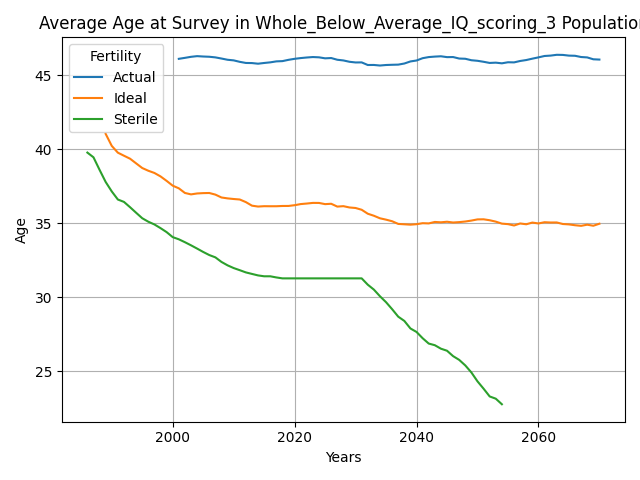 Average Age at Survey in Whole_Below_Average_IQ_scoring_3 Population
Fertility
Actual
Ideal
Sterile
45
40
35
30
25
Age
2000
2020
2040
2060
Years